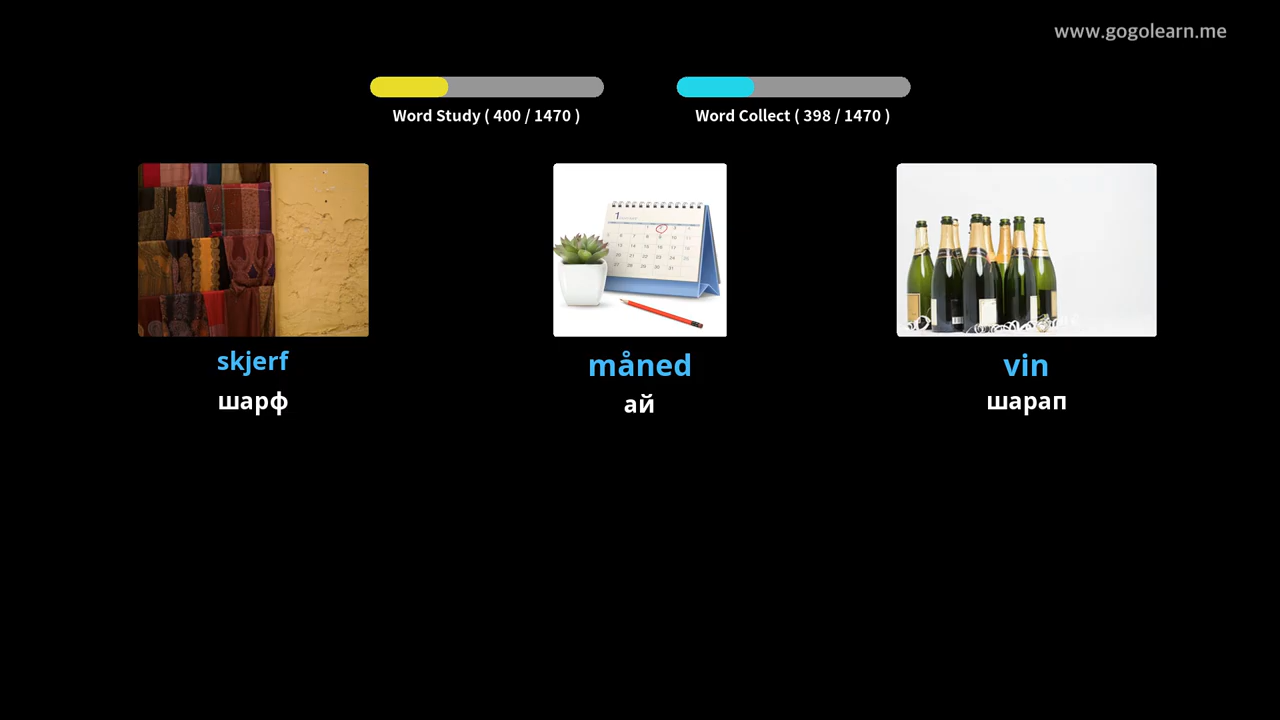 www.gogolearn.me
Word Study ( 400 / 1470 )
Word Collect ( 398 / 1470 )
skjerf
måned
vin
шарф
ай
шарап